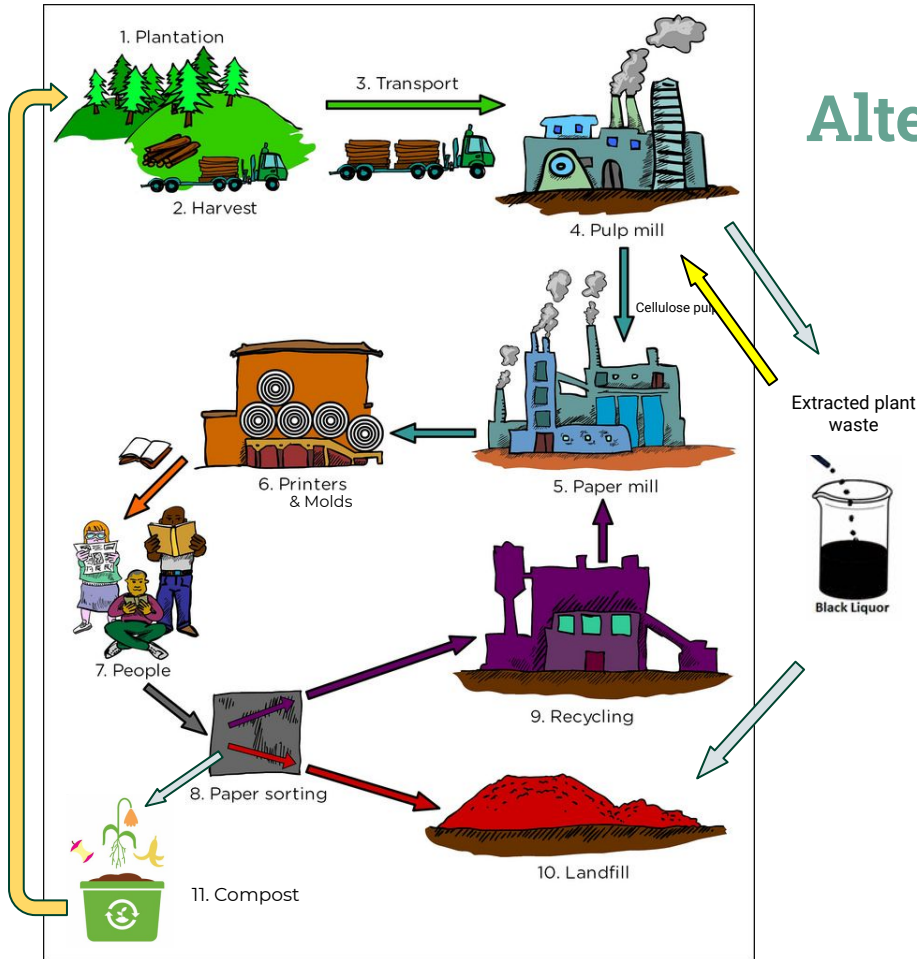 1. Plantation
3. Transport
Alte
2. Harvest
4. Pulp mill
Cellulose pulp
Extracted plant
waste
6. Printers
& Molds
5. Paper mill
Black Liquor
7. People
9. Recycling
8. Paper sorting
10. Landfill
11. Compost